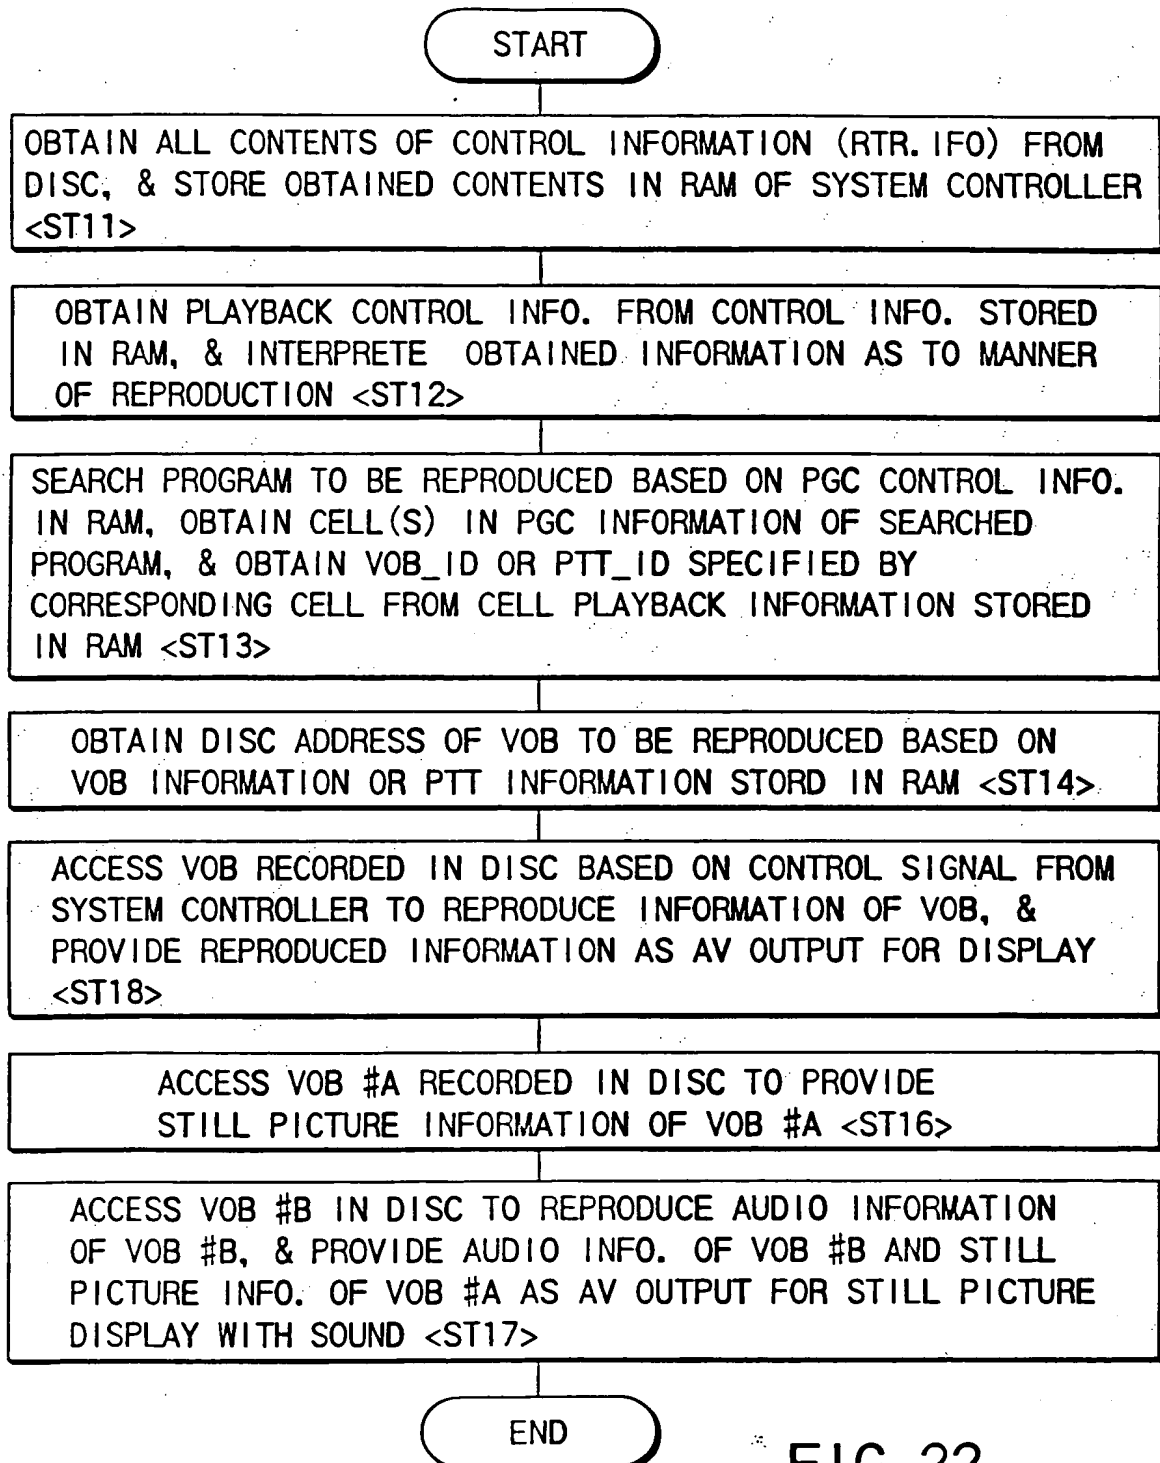 START
OBTAIN ALL CONTENTS OF CONTROL INFORMATION (RTR.IFO) FROM
DISC, & STORE OBTAINED CONTENTS IN RAM OF SYSTEM CONTROLLER
<ST11>
OBTAIN PLAYBACK CONTROL INFO. FROM CONTROL INFO. STORED
IN RAM, & INTERPRETE OBTAINED INFORMATION AS TO MANNER
OF REPRODUCTION <ST12>
SEARCH PROGRAM TO BE REPRODUCED BASED ON PGC CONTROL INFO.
IN RAM, OBTAIN CELL(S) IN PGC INFORMATION OF SEARCHED
PROGRAM, & OBTAIN VOB_ID OR PTT_ID SPECIFIED BY
CORRESPONDING CELL FROM CELL PLAYBACK INFORMATION STORED
IN RAM <ST13>
OBTAIN DISC ADDRESS OF VOB TO BE REPRODUCED BASED ON
VOB INFORMATION OR PTT INFORMATION STORD IN RAM <ST14>
ACCESS VOB RECORDED IN DISC BASED ON CONTROL SIGNAL FROM
SYSTEM CONTROLLER TO REPRODUCE INFORMATION OF VOB, &
PROVIDE REPRODUCED INFORMATION AS AV OUTPUT FOR DISPLAY
<ST18>
ACCESS VOB #A RECORDED IN DISC TO PROVIDE
STILL PICTURE INFORMATION OF VOB #A <ST16>
ACCESS VOB #B IN DISC TO REPRODUCE AUDIO INFORMATION
OF VOB #B, & PROVIDE AUDIO INFO. OF VOB #B AND STILL
PICTURE INFO. OF VOB #A AS AV OUTPUT FOR STILL PICTURE
DISPLAY WITH SOUND <ST17>
END
FIG. 22